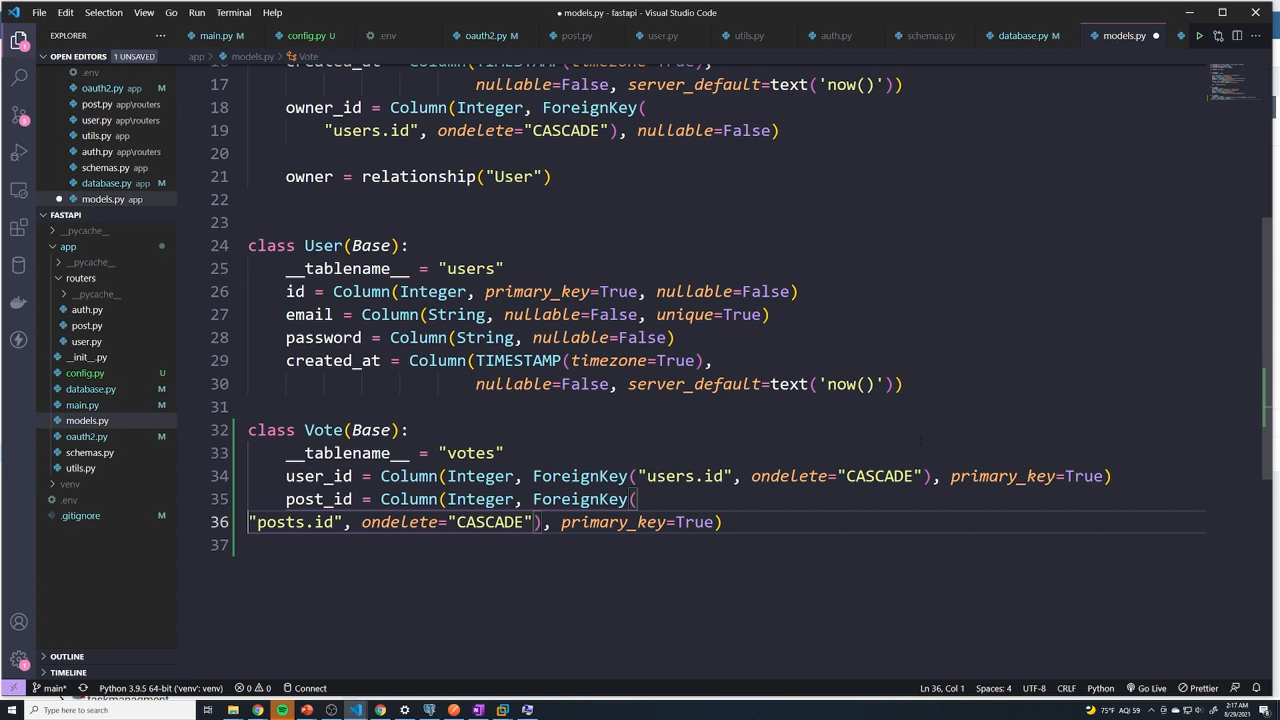 File Edit Selection View Go Run Terminal Help
● models.py - fastapi - Visual Studio Code
EXPLORER
main.py M config.py U .env oauth2.py M post.py user.py utils.py auth.py schemas.py database.py M models.py ●
OPEN EDITORS 1 UNSAVED
app > models.py > Vote
.env
oauth2.py app M
post.py app\routers
user.py app\routers
utils.py app
auth.py app\routers
schemas.py app
database.py app M
models.py app
FASTAPI
__pycache__
app
__pycache__
routers
__pycache__
auth.py
post.py
user.py
__init__.py
config.py U
database.py M
main.py M
models.py M
oauth2.py M
schemas.py
utils.py
venv
.env
.gitignore U
OUTLINE
TIMELINE
16 created_at = Column(TIMESTAMP(timezone=True),
17 nullable=False, server_default=text('now()'))
18 owner_id = Column(Integer, ForeignKey(
19 "users.id", ondelete="CASCADE"), nullable=False)
20
21 owner = relationship("User")
22
23
24 class User(Base):
25 __tablename__ = "users"
26 id = Column(Integer, primary_key=True, nullable=False)
27 email = Column(String, nullable=False, unique=True)
28 password = Column(String, nullable=False)
29 created_at = Column(TIMESTAMP(timezone=True),
30 nullable=False, server_default=text('now()'))
31
32 class Vote(Base):
33 __tablename__ = "votes"
34 user_id = Column(Integer, ForeignKey("users.id", ondelete="CASCADE"), primary_key=True)
35 post_id = Column(Integer, ForeignKey(
36 "posts.id", ondelete="CASCADE"), primary_key=True)
37
main* Python 3.9.5 64-bit ('venv': venv) 0 0 Connect Ln 36, Col 1 Spaces: 4 UTF-8 CRLF Python Go Live Prettier
taskmanagment
Type here to search
75°F AQI 59
2:17 AM
8/29/2021